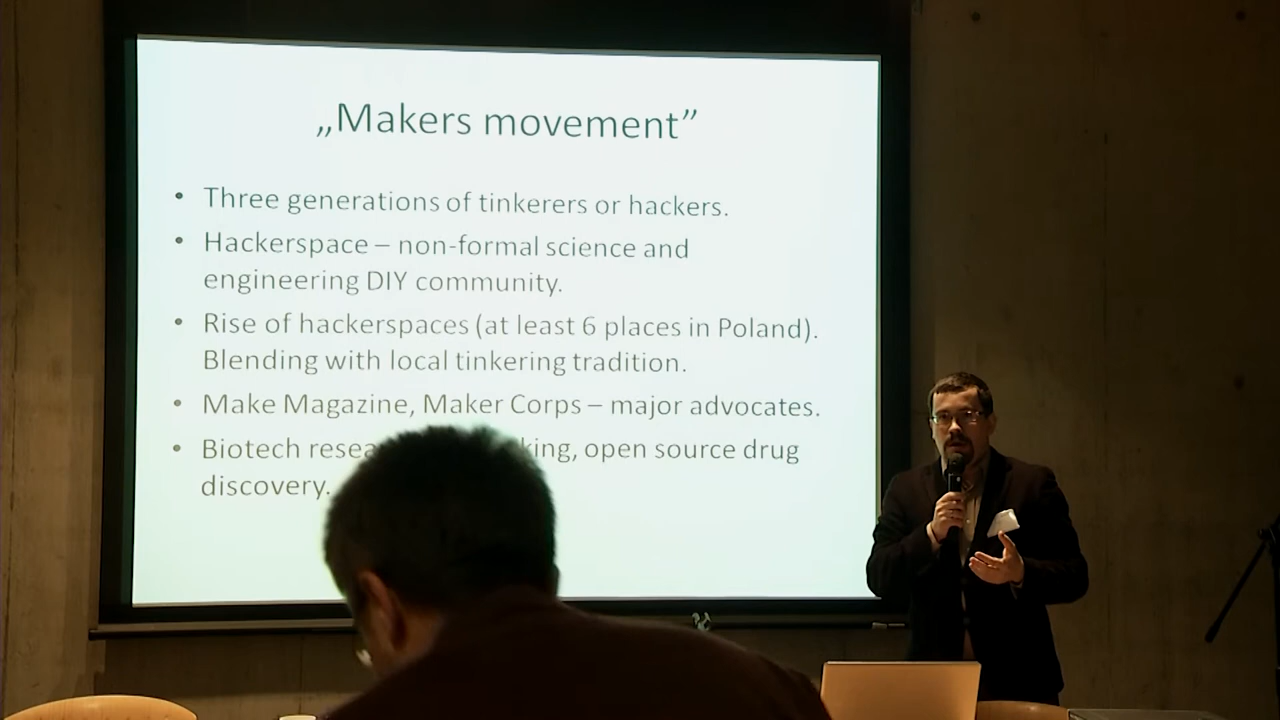 „Makers movement”
• Three generations of tinkerers or hackers.
• Hackerspace – non-formal science and
engineering DIY community.
• Rise of hackerspaces (at least 6 places in Poland).
Blending with local tinkering tradition.
• Make Magazine, Maker Corps – major advocates.
• Biotech open source drug
discovery.